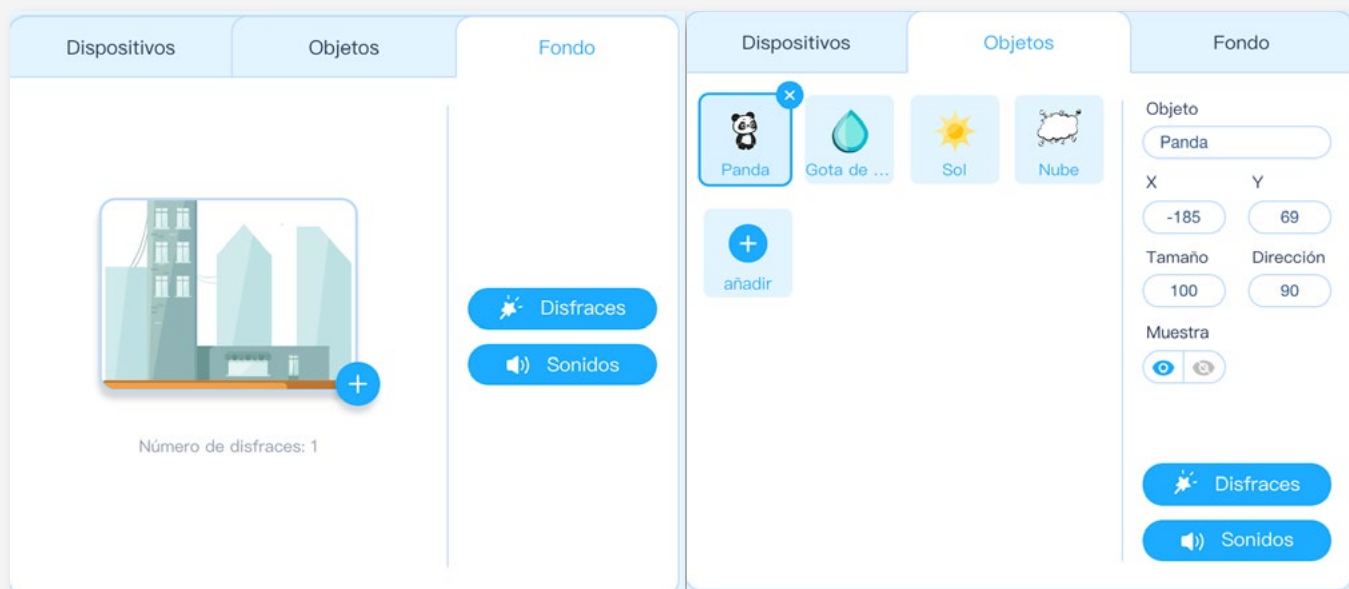 Dispositivos
Objetos
Fondo
Disfraces
Sonidos
Número de disfraces: 1
Dispositivos
Objetos
Fondo
Panda
Gota de ...
Sol
Nube
añadir
Objeto
Panda
X Y
-185 69
Tamaño Dirección
100 90
Muestra
Disfraces
Sonidos